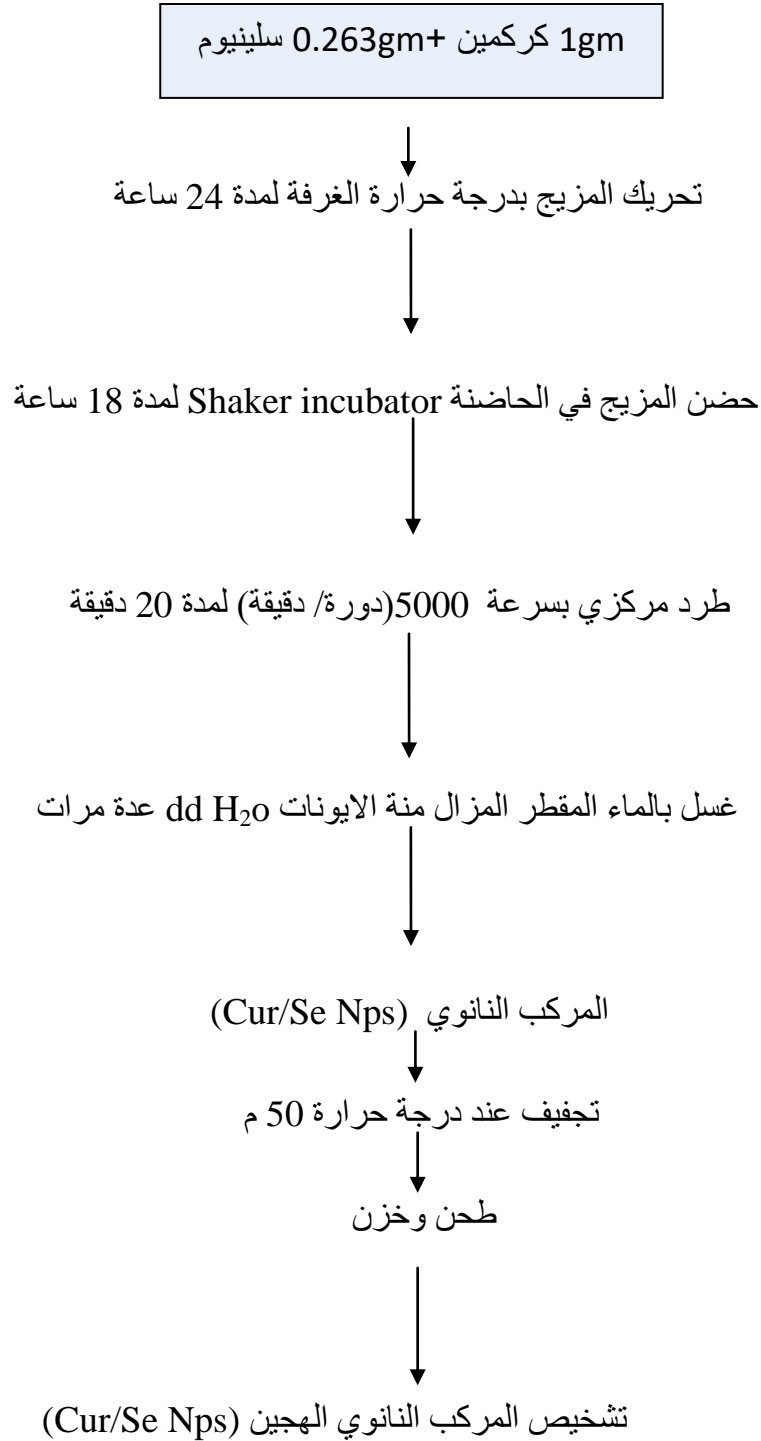 1gm كركمين +0.263gm سلينيوم
تحريك المزيج بدرجة حرارة الغرفة لمدة 24 ساعة
حضن المزيج في الحاضنة Shaker incubator لمدة 18 ساعة
طرد مركزي بسرعة 5000(دورة/ دقيقة) لمدة 20 دقيقة
غسل بالماء المقطر المزال منة الايونات dd H₂o عدة مرات
المركب النانوي (Cur/Se Nps)
تجفيف عند درجة حرارة 50 م
طحن وخزن
تشخيص المركب النانوي الهجين (Cur/Se Nps)